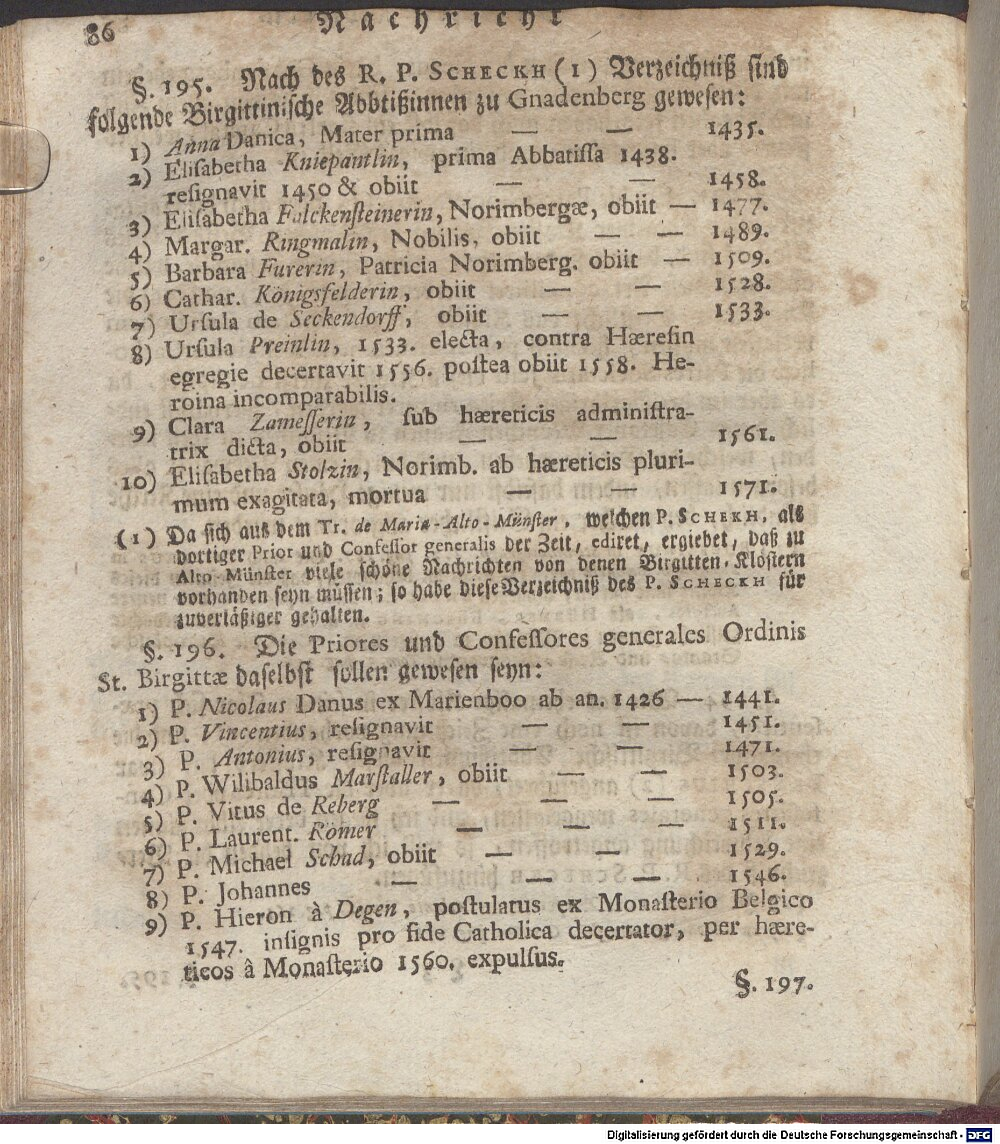 86 Nachricht
§. 195. Nach des R. P. SCHECKH (1) Verzeichniß sind
folgende Birgittinische Abbtißinnen zu Gnadenberg gewesen:
1) Anna Danica, Mater prima — — 1435.
2) Eliſabetha Kniepantlin, prima Abbatiſſa 1438.
reſignavit 1450 & obiit — — 1458.
3) Eliſabetha Falckenſteinerin, Norimbergæ, obiit — 1477.
4) Margar. Ringmalin, Nobilis, obiit — — 1489.
5) Barbara Furerin, Patricia Norimberg. obiit — 1509.
6) Cathar. Königsfelderin, obiit — — 1528.
7) Urſula de Seckendorff, obiit — — 1533.
8) Urſula Preinlin, 1533. electa, contra Hæreſin
egregie decertavit 1556. poſtea obiit 1558. He-
roina incomparabilis.
9) Clara Zameſſerin, ſub hæreticis adminiſtra-
trix dicta, obiit — — 1561.
10) Eliſabetha Stolzin, Norimb. ab hæreticis pluri-
mum exagitata, mortua — — 1571.
(1) Da sich aus dem Tr. de Maria-Alto-Münſter, welchen P. SCHEKH, als
dortiger Prior und Confeſſor generalis der Zeit, ediret, ergiebet, daß zu
Alto-Münſter viele schöne Nachrichten von denen Birgitten-Klöstern
vorhanden seyn müssen; so habe diese Verzeichniß des P. SCHECKH für
zuverläßiger gehalten.
§. 196. Die Priores und Confeſſores generales Ordinis
St. Birgittæ daselbst sollen gewesen seyn:
1) P. Nicolaus Danus ex Marienboo ab an. 1426 — 1441.
2) P. Vincentius, reſignavit — — 1451.
3) P. Antonius, reſignavit — — 1471.
4) P. Wilibaldus Marſtaller, obiit — — 1503.
5) P. Vitus de Reberg — — — 1505.
6) P. Laurent. Römer — — — 1511.
7) P. Michael Schud, obiit — — 1529.
8) P. Johannes — — — 1546.
9) P. Hieron à Degen, poſtulatus ex Monaſterio Belgico
1547. inſignis pro fide Catholica decertator, per hære-
ticos â Monaſterio 1560. expulſus.
§. 197.
Digitalisierung gefördert durch die Deutsche Forschungsgemeinschaft - DFG